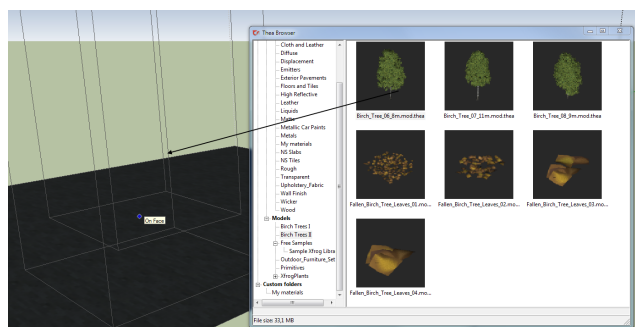 Thea Browser
Cloth and Leather
Diffuse
Displacement
Emitters
Exterior Pavements
Floors and Tiles
High Reflective
Leather
Liquids
Matte
Metallic Car Paints
Metals
My materials
NS Slabs
NS Tiles
Rough
Transparent
Upholstery_Fabric
Wall Finish
Wicker
Wood
Models
Birch Trees I
Birch Trees II
Free Samples
Sample Xfrog Libra
Outdoor_Furniture_Set
Primitives
XfrogPlants
Custom folders
My materials
Birch_Tree_06_8m.mod.thea
Birch_Tree_07_11m.mod.thea
Birch_Tree_08_9m.mod.thea
Fallen_Birch_Tree_Leaves_01.mo...
Fallen_Birch_Tree_Leaves_02.mo...
Fallen_Birch_Tree_Leaves_03.mo...
Fallen_Birch_Tree_Leaves_04.mo...
On Face
File size: 33,1 MB